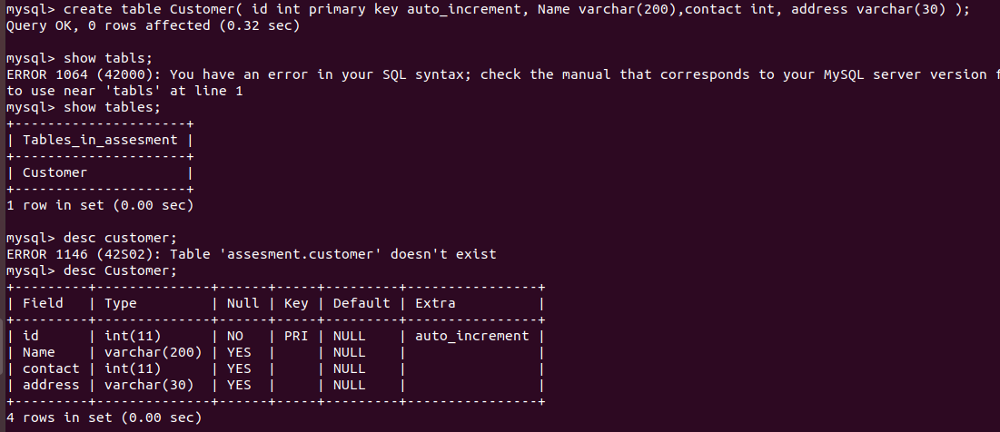 mysql> create table Customer( id int primary key auto_increment, Name varchar(200),contact int, address varchar(30) );
Query OK, 0 rows affected (0.32 sec)

mysql> show tabls;
ERROR 1064 (42000): You have an error in your SQL syntax; check the manual that corresponds to your MySQL server version f
to use near 'tabls' at line 1
mysql> show tables;
+---------------------+
| Tables_in_assesment |
+---------------------+
| Customer            |
+---------------------+
1 row in set (0.00 sec)

mysql> desc customer;
ERROR 1146 (42S02): Table 'assesment.customer' doesn't exist
mysql> desc Customer;
+---------+--------------+------+-----+---------+----------------+
| Field   | Type         | Null | Key | Default | Extra          |
+---------+--------------+------+-----+---------+----------------+
| id      | int(11)      | NO   | PRI | NULL    | auto_increment |
| Name    | varchar(200) | YES  |     | NULL    |                |
| contact | int(11)      | YES  |     | NULL    |                |
| address | varchar(30)  | YES  |     | NULL    |                |
+---------+--------------+------+-----+---------+----------------+
4 rows in set (0.00 sec)